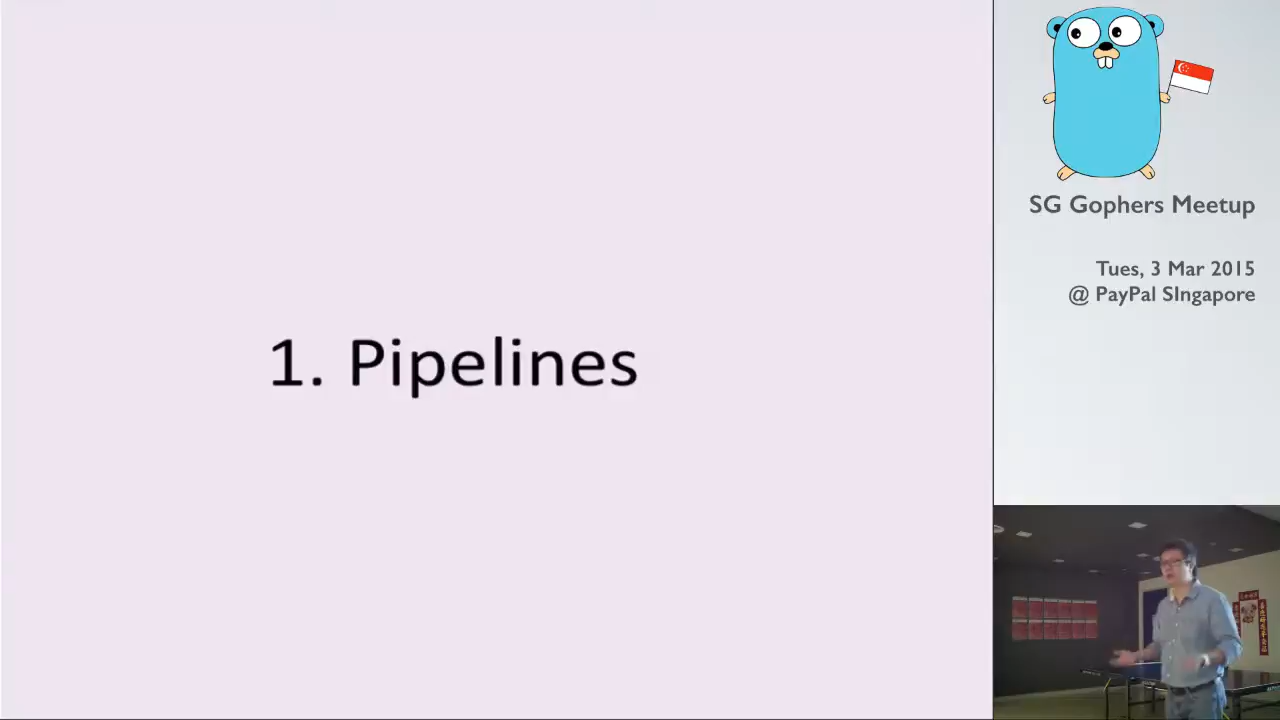 1. Pipelines
SG Gophers Meetup
Tues, 3 Mar 2015
@ PayPal SIngapore